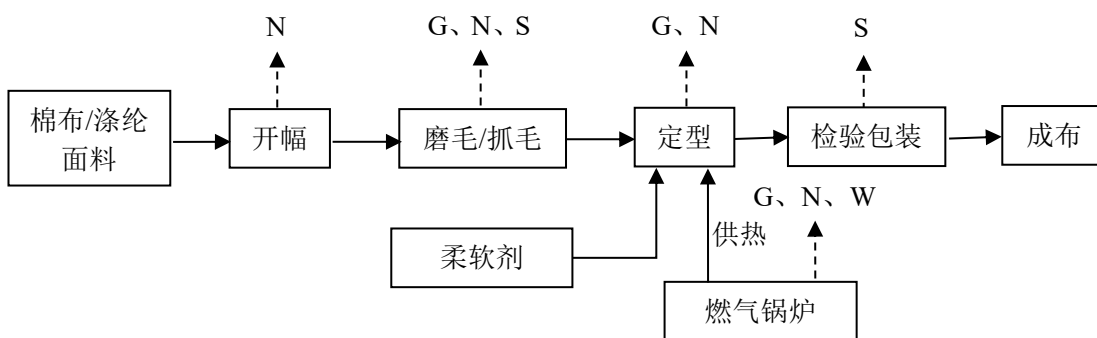 N
G、N、S
G、N
S
棉布/涤纶
面料
开幅
磨毛/抓毛
定型
检验包装
成布
G、N、W
柔软剂
供热
燃气锅炉